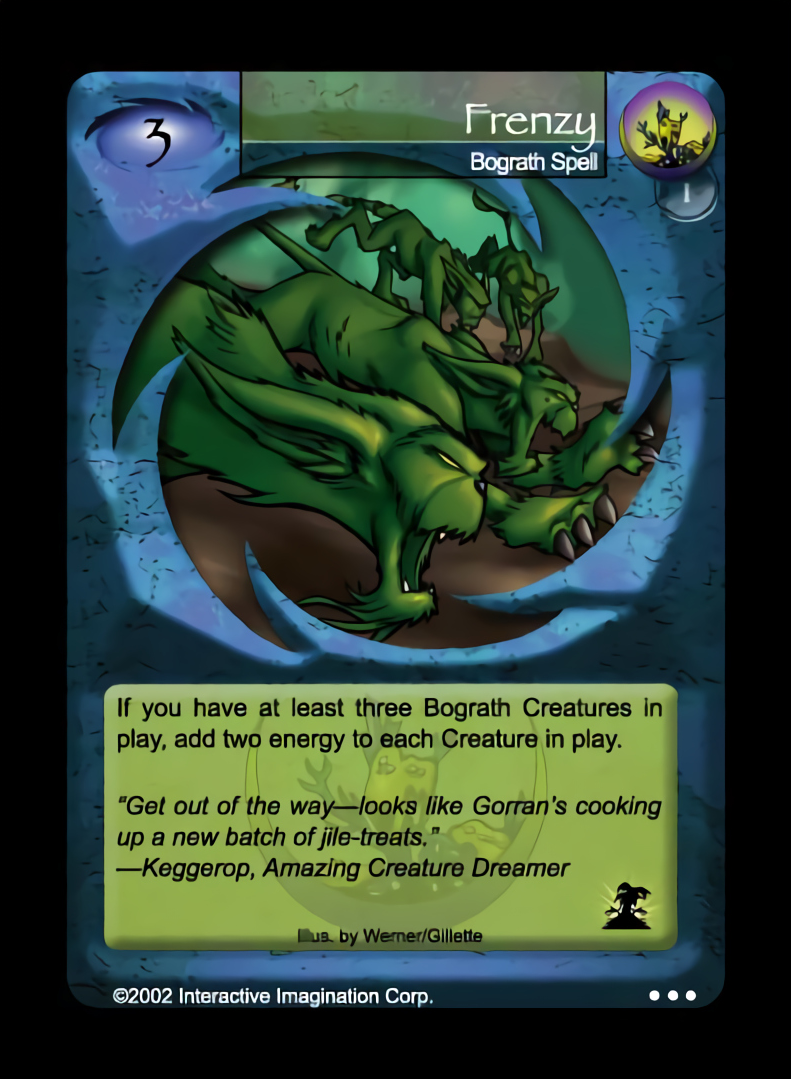 3
Frenzy
Bograth Spell
1
If you have at least three Bograth Creatures in
play, add two energy to each Creature in play.
"Get out of the way—looks like Gorran's cooking
up a new batch of jile-treats."
—Keggerop, Amazing Creature Dreamer
Illus. by Werner/Gillette
©2002 Interactive Imagination Corp.